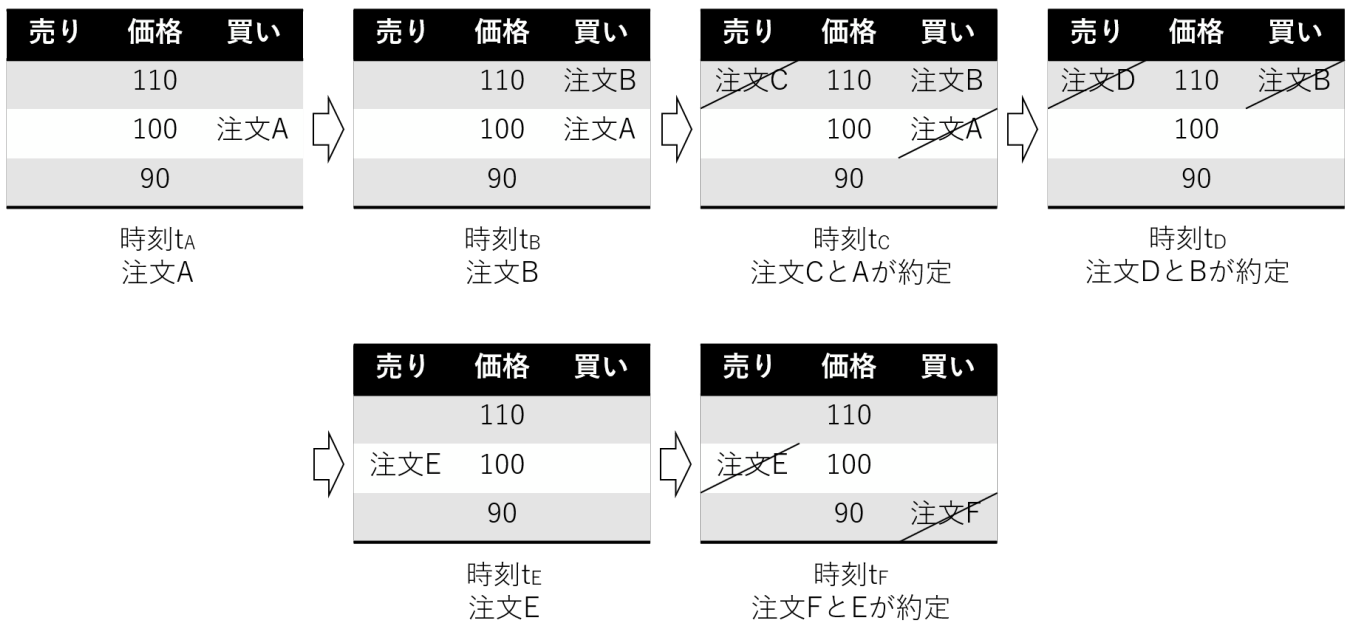 売り 価格 買い
110
100 注文A
90
時刻tA
注文A
売り 価格 買い
110 注文B
100 注文A
90
時刻tB
注文B
売り 価格 買い
注文C 110 注文B
100 注文A
90
時刻tC
注文CとAが約定
売り 価格 買い
注文D 110 注文B
100
90
時刻tD
注文DとBが約定
売り 価格 買い
110
注文E 100
90
時刻tE
注文E
売り 価格 買い
110
注文E 100
90 注文F
時刻tF
注文FとEが約定